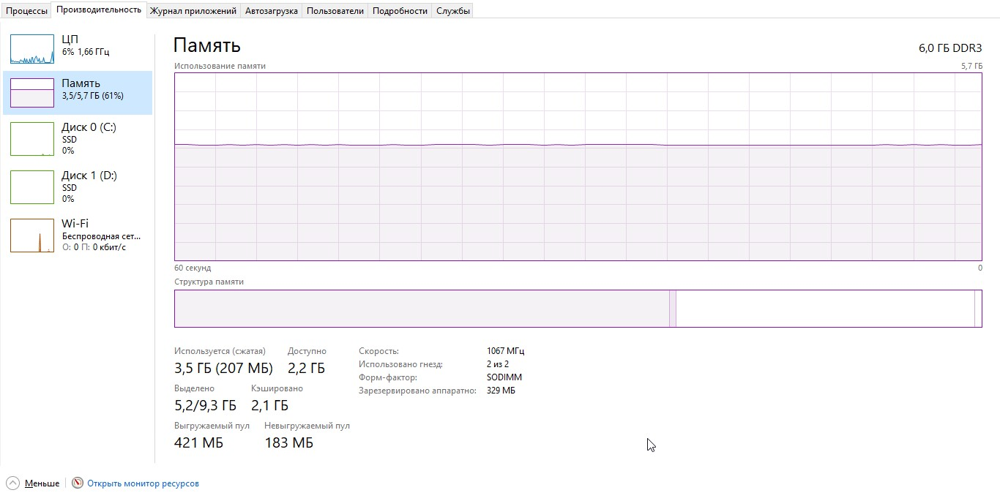 Процессы Производительность Журнал приложений Автозагрузка Пользователи Подробности Службы
ЦП
6% 1,66 ГГц
Память
3,5/5,7 ГБ (61%)
Диск 0 (C:)
SSD
0%
Диск 1 (D:)
SSD
0%
Wi-Fi
Беспроводная сет...
О: 0 П: 0 кбит/с
Память 6,0 ГБ DDR3
Использование памяти 5,7 ГБ
60 секунд 0
Структура памяти
Используется (сжатая) Доступно
3,5 ГБ (207 МБ) 2,2 ГБ
Выделено Кэшировано
5,2/9,3 ГБ 2,1 ГБ
Выгружаемый пул Невыгружаемый пул
421 МБ 183 МБ
Скорость: 1067 МГц
Использовано гнезд: 2 из 2
Форм-фактор: SODIMM
Зарезервировано аппаратно: 329 МБ
Меньше Открыть монитор ресурсов